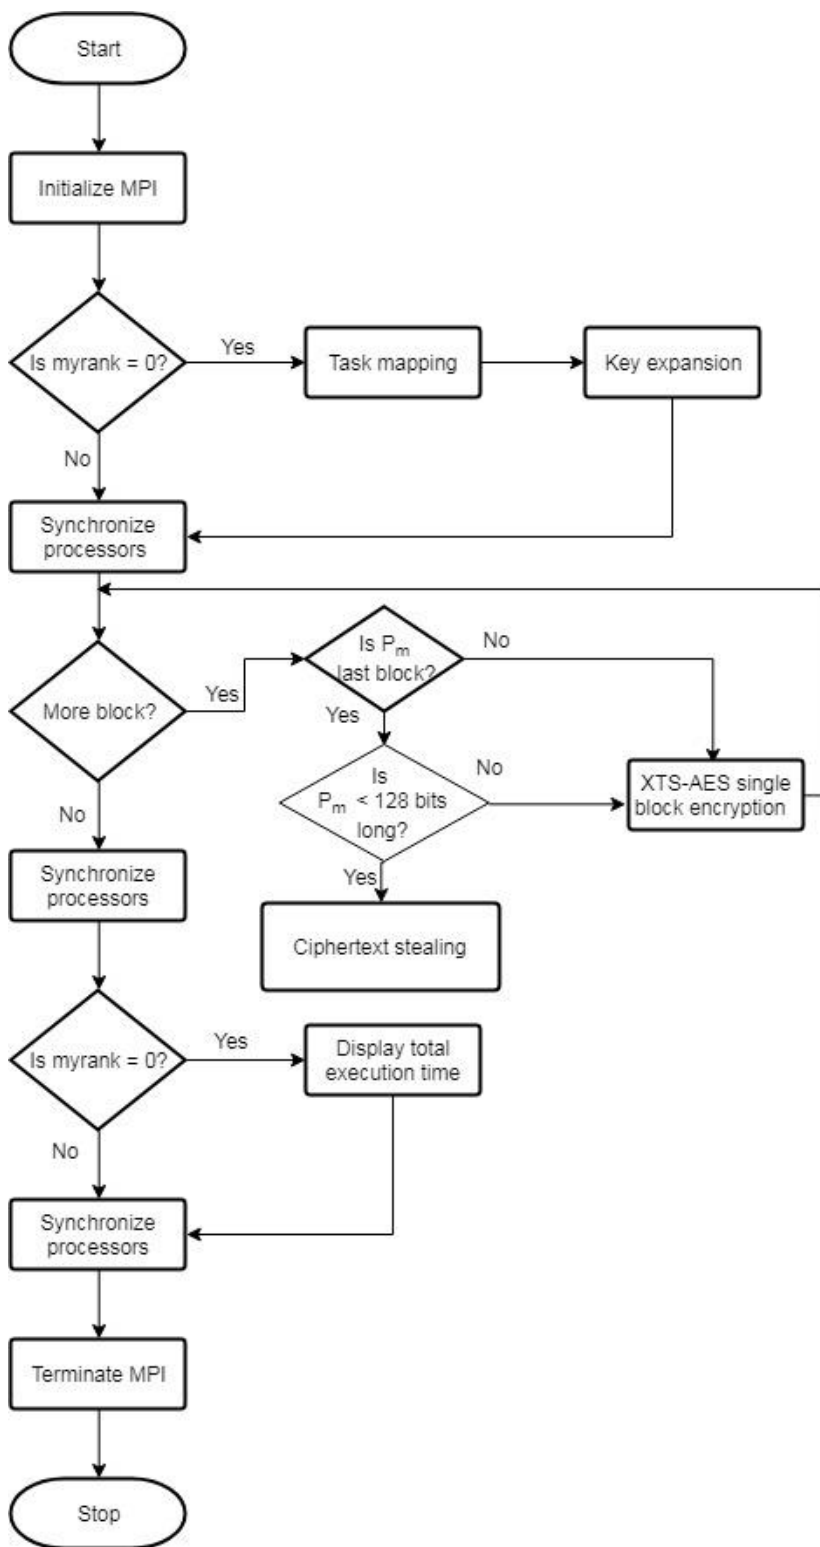 Start
Initialize MPI
Is myrank = 0?
Yes
Task mapping
Key expansion
No
Synchronize
processors
More block?
Yes
Is Pm
last block?
No
Yes
Is
Pm < 128 bits
long?
No
XTS-AES single
block encryption
Yes
Ciphertext stealing
No
Synchronize
processors
Is myrank = 0?
Yes
Display total
execution time
No
Synchronize
processors
Terminate MPI
Stop